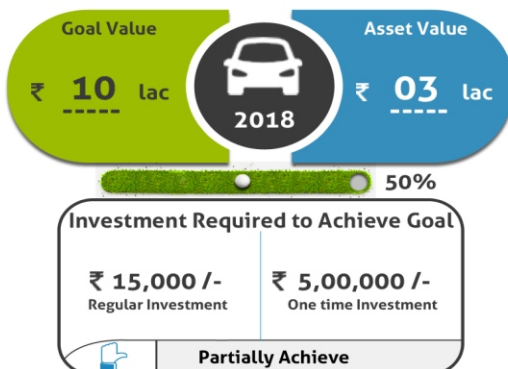 Goal Value
Asset Value
₹ 10 lac
₹ 03 lac
2018
50%
Investment Required to Achieve Goal
₹ 15,000 /-
₹ 5,00,000 /-
Regular Investment
One time Investment
Partially Achieve